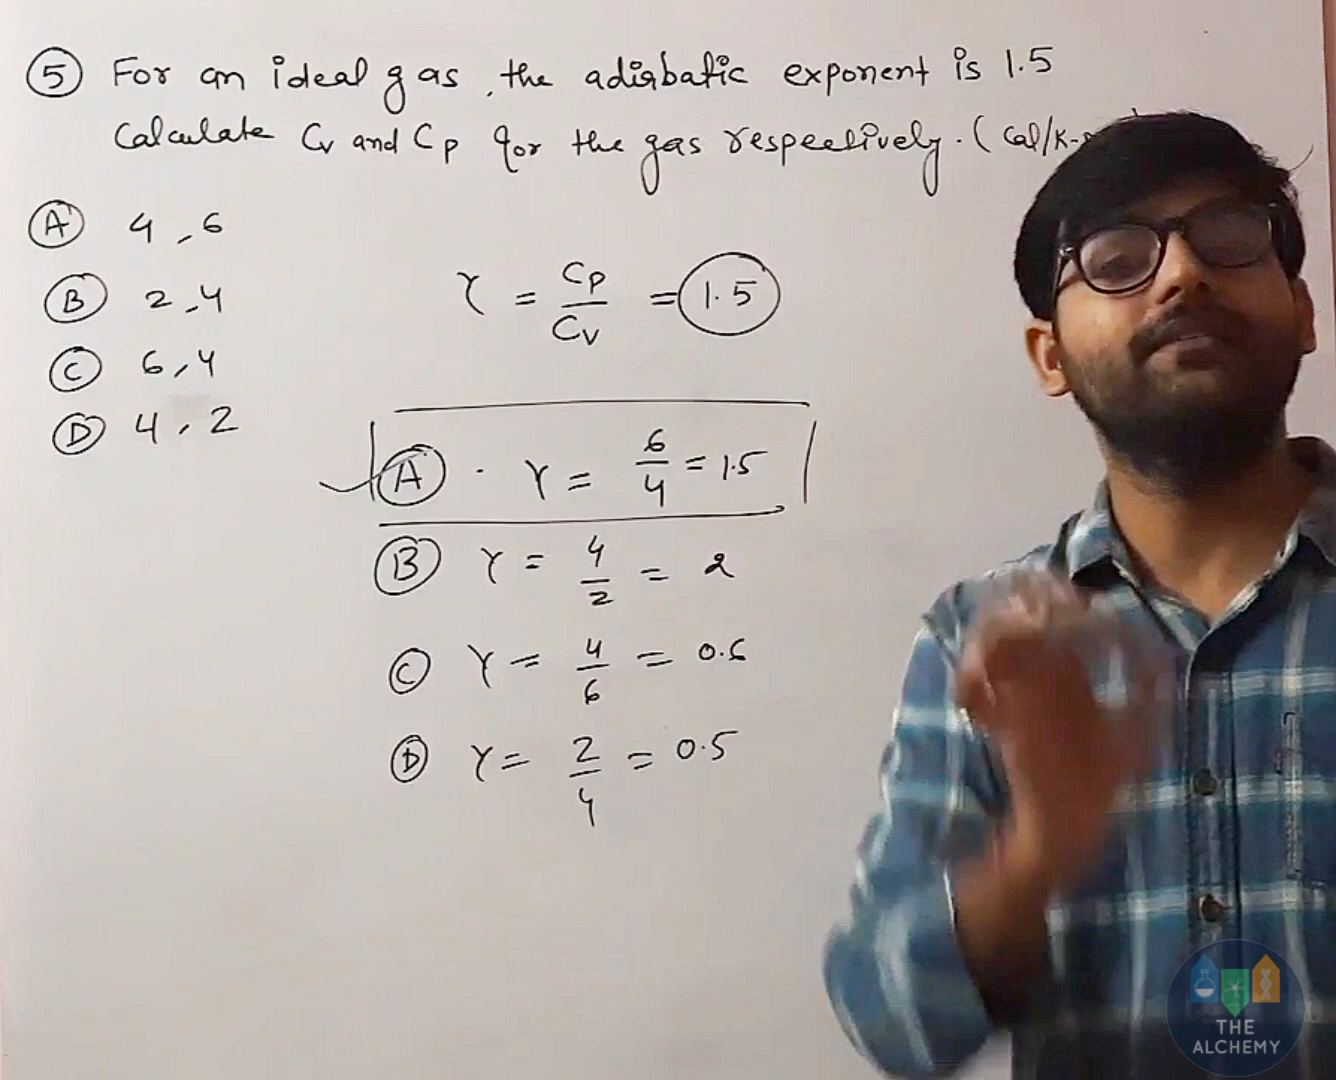 5 For an ideal gas, the adiabatic exponent is 1.5
Calculate Cv and Cp for the gas respectively. (Cal/K-
A 4, 6
B 2, 4
C 6, 4
D 4, 2
γ = Cp/Cv = 1.5
A . γ = 6/4 = 1.5
B γ = 4/2 = 2
C γ = 4/6 = 0.6
D γ = 2/4 = 0.5
THE
ALCHEMY